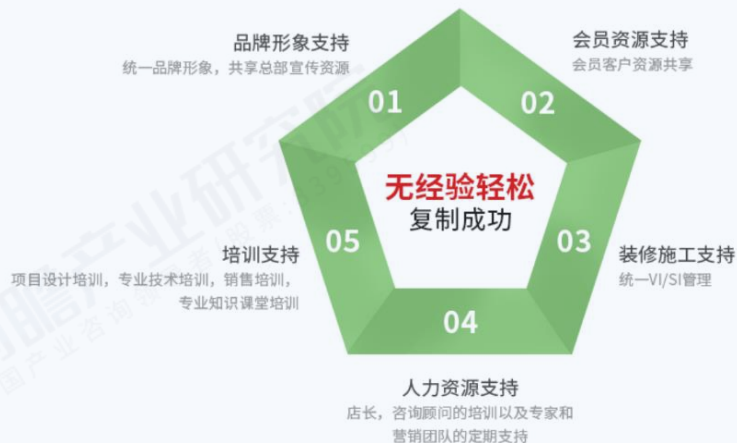 品牌形象支持
统一品牌形象，共享总部宣传资源
01
会员资源支持
会员客户资源共享
02
无经验轻松
复制成功
03
装修施工支持
统一VI/SI管理
04
人力资源支持
店长，咨询顾问的培训以及专家和
营销团队的定期支持
05
培训支持
项目设计培训，专业技术培训，销售培训，
专业知识课堂培训